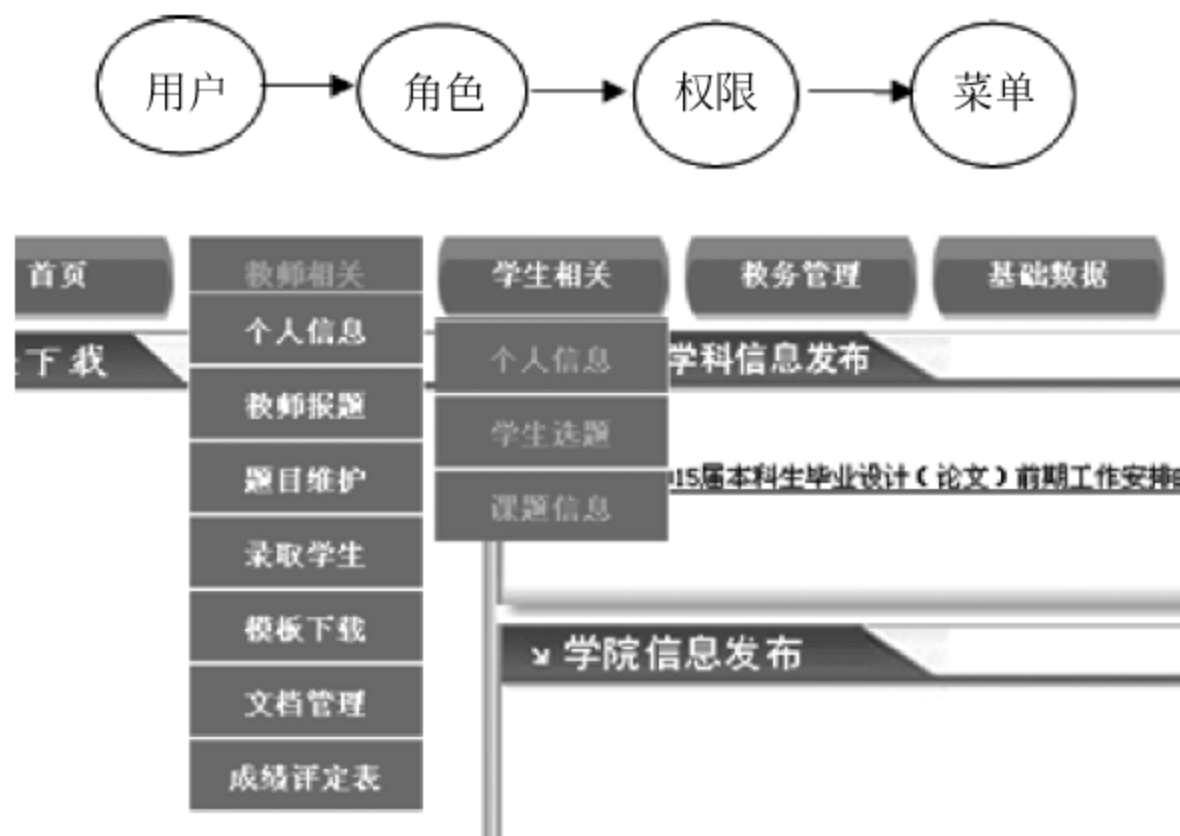 用户 角色 权限 菜单
首页 教师相关 学生相关 教务管理 基础数据
下载
个人信息
教师报题
题目维护
录取学生
模板下载
文档管理
成绩评定表
个人信息
学生选题
课题信息
学科信息发布
15届本科生毕业设计(论文)前期工作安排
学院信息发布